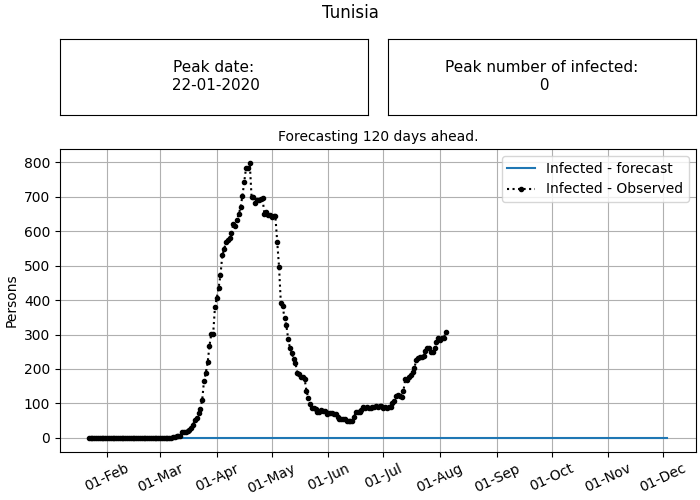 Tunisia
Peak date:
22-01-2020
Peak number of infected:
0
Forecasting 120 days ahead.
Infected - forecast
Infected - Observed
Persons
800
700
600
500
400
300
200
100
0
01-Feb 01-Mar 01-Apr 01-May 01-Jun 01-Jul 01-Aug 01-Sep 01-Oct 01-Nov 01-Dec